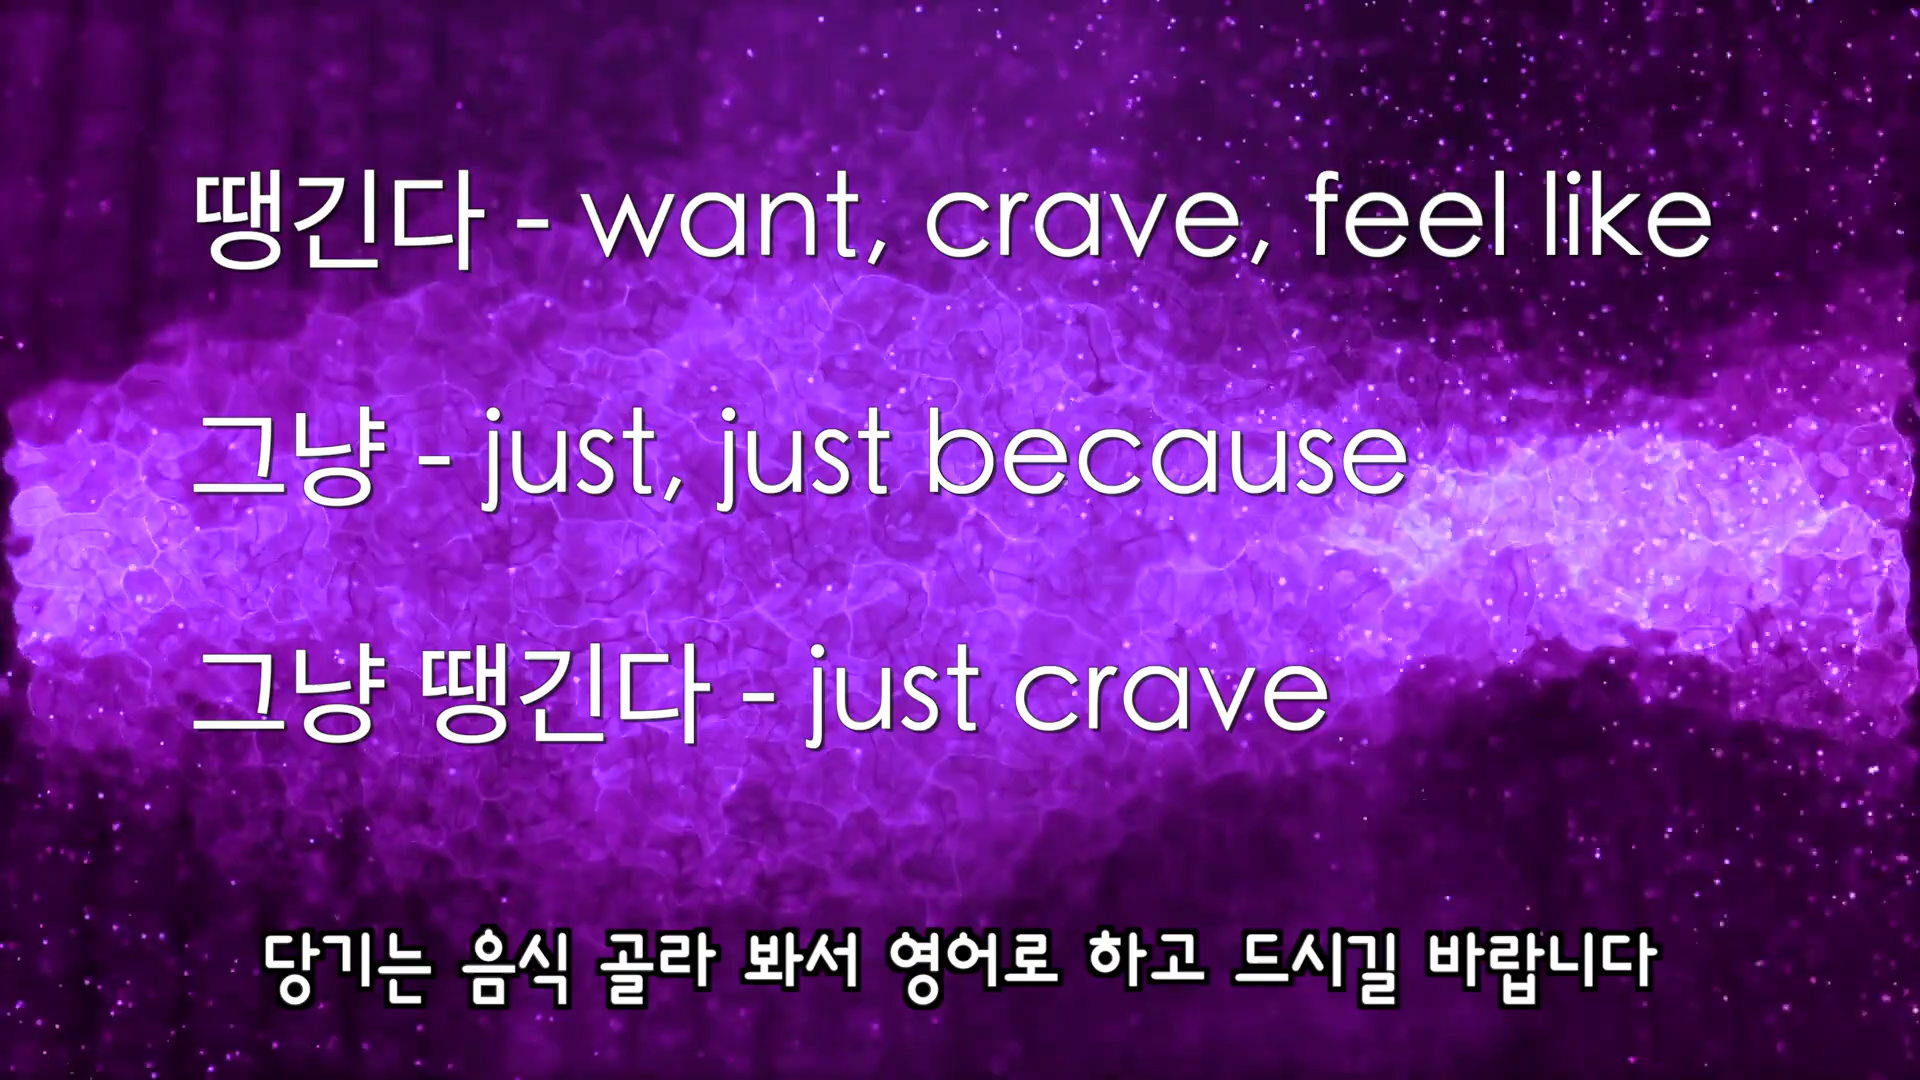 땡긴다 - want, crave, feel like
그냥 - just, just because
그냥 땡긴다 - just crave
당기는 음식 골라 봐서 영어로 하고 드시길 바랍니다